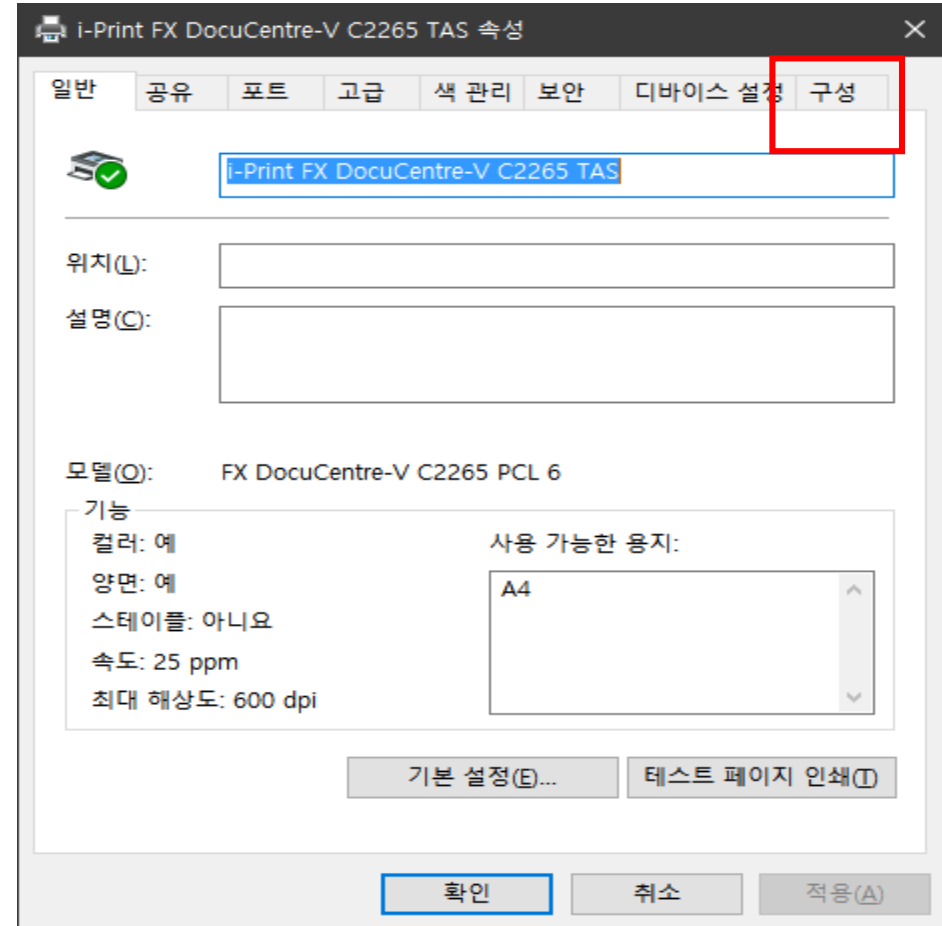 i-Print FX DocuCentre-V C2265 TAS 속성
일반 공유 포트 고급 색 관리 보안 디바이스 설정 구성
i-Print FX DocuCentre-V C2265 TAS
위치(L):
설명(C):
모델(O): FX DocuCentre-V C2265 PCL 6
기능
컬러: 예 사용 가능한 용지:
양면: 예 A4
스테이플: 아니요
속도: 25 ppm
최대 해상도: 600 dpi
기본 설정(E)... 테스트 페이지 인쇄(T)
확인 취소 적용(A)